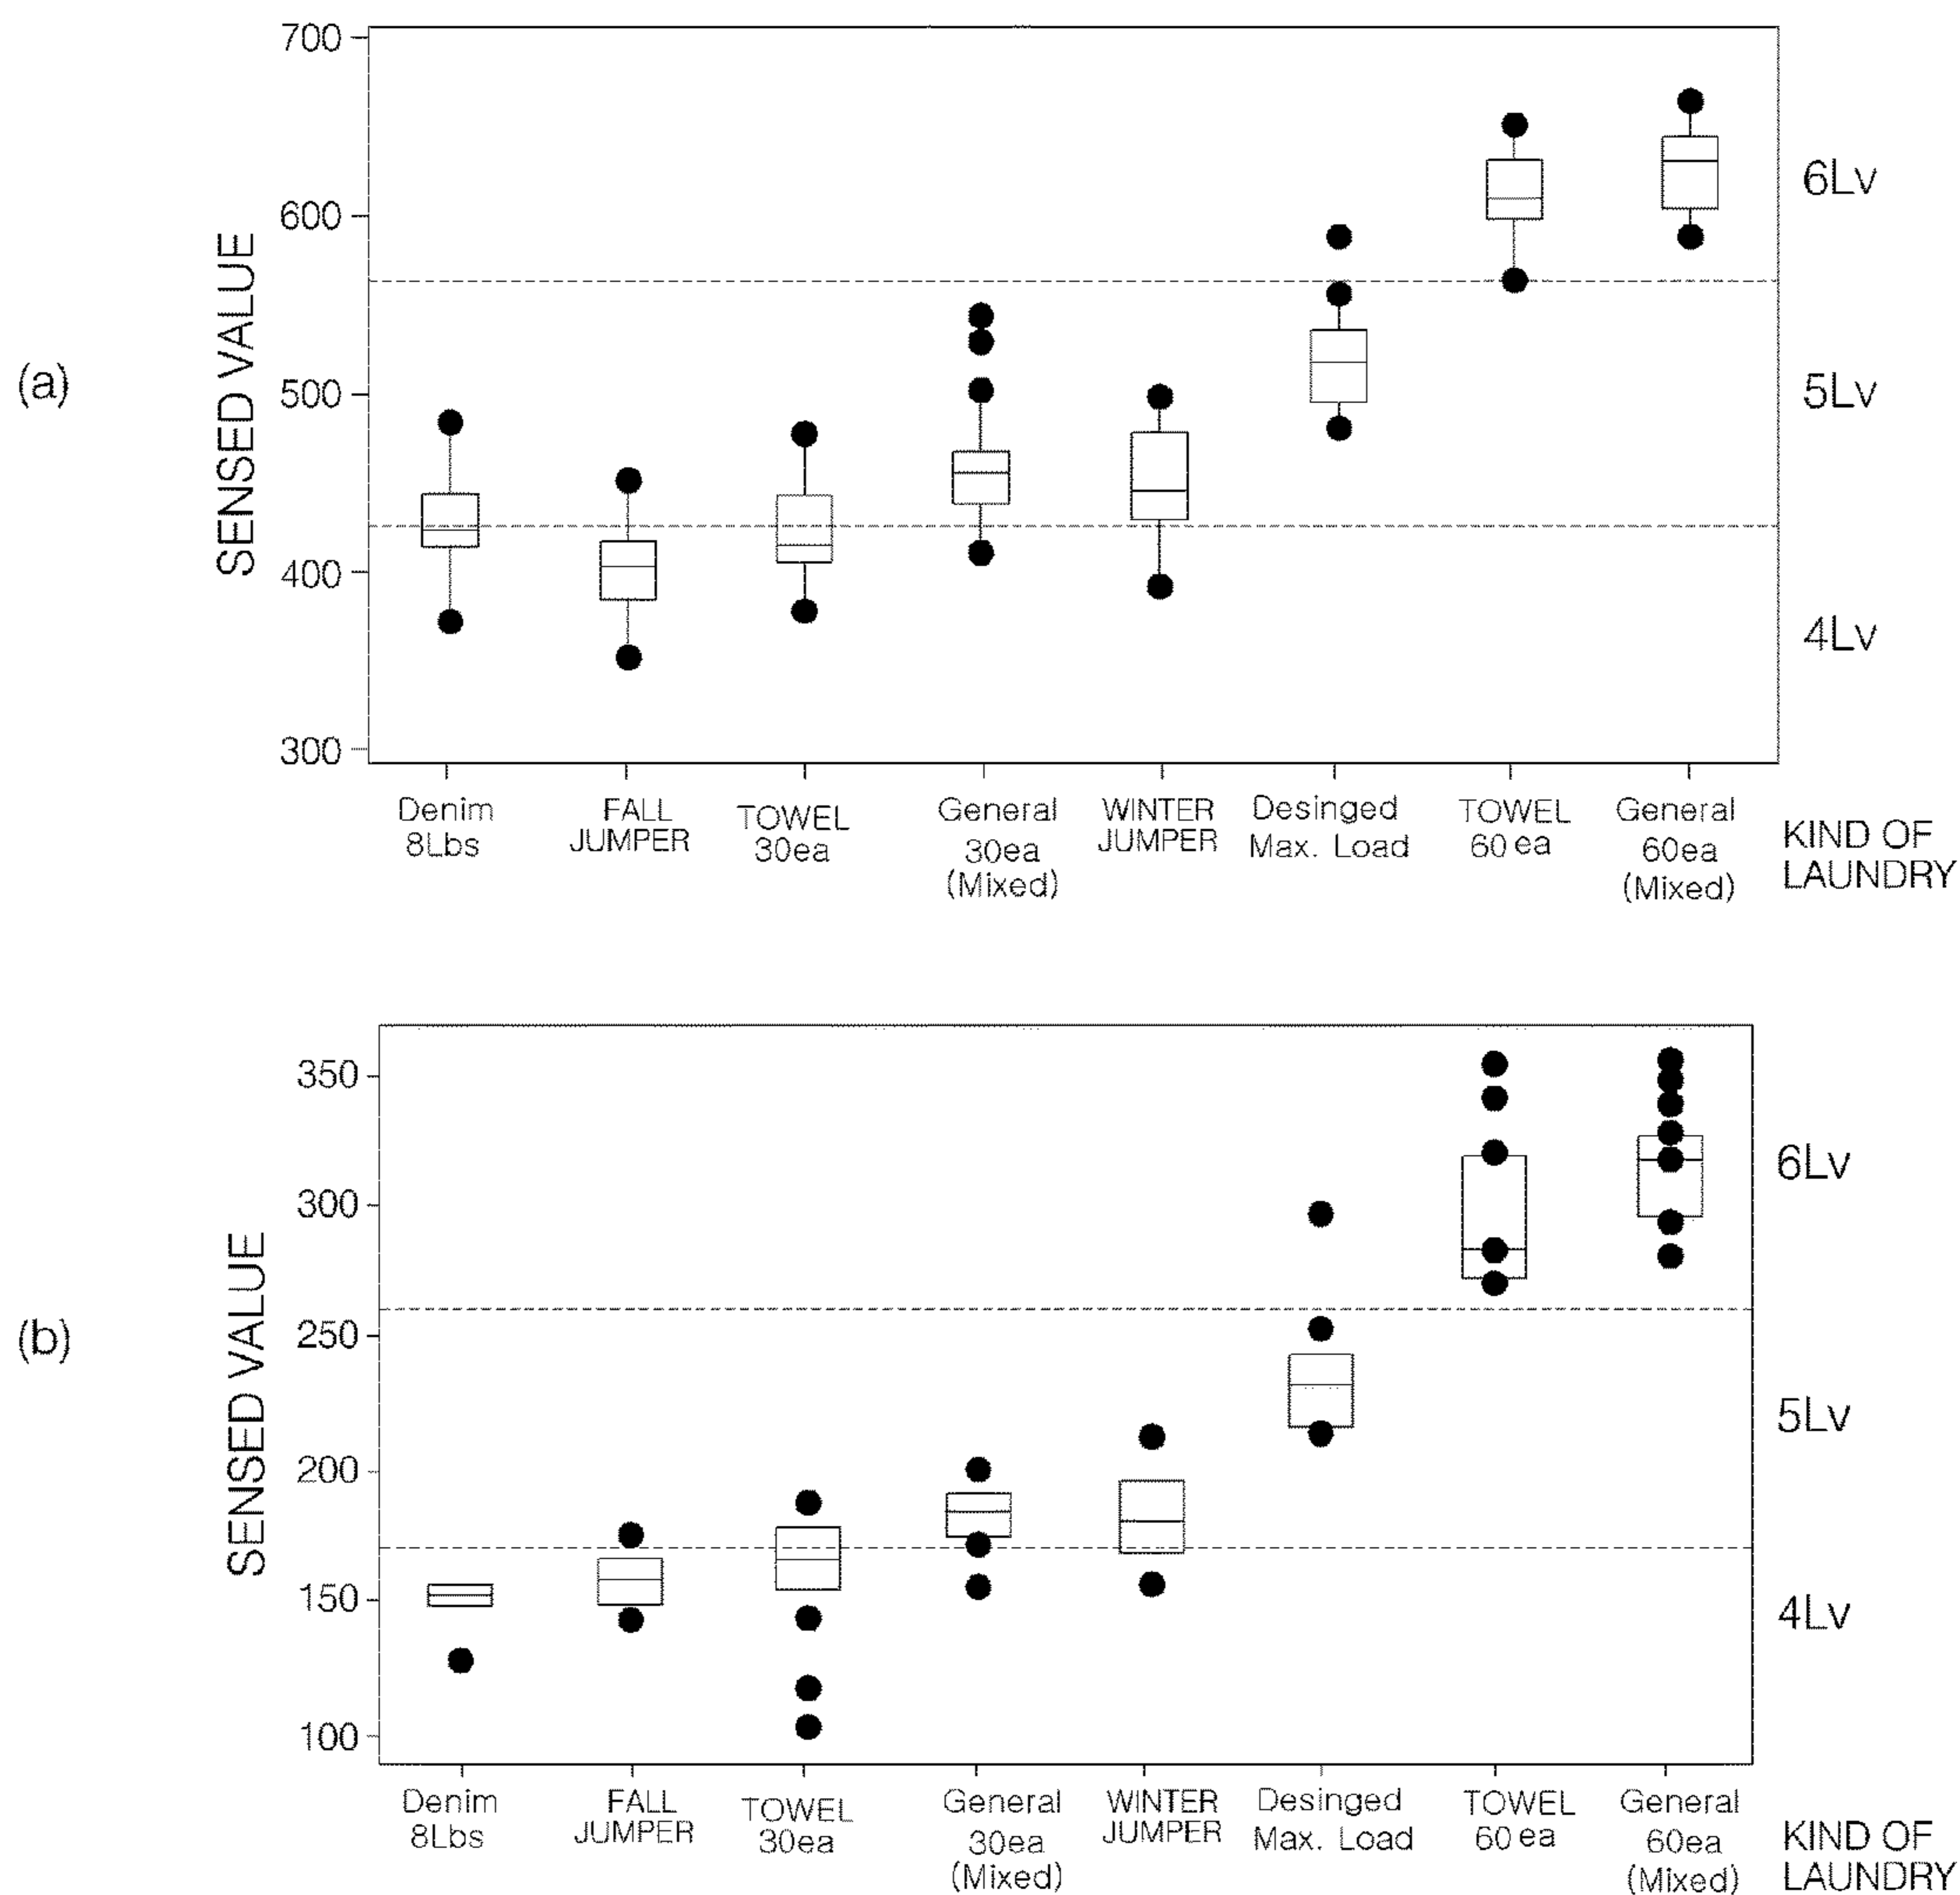 (a)
SENSED VALUE
700
600
500
400
300
6Lv
5Lv
4Lv
Denim
8Lbs
FALL
JUMPER
TOWEL
30ea
General
30ea
(Mixed)
WINTER
JUMPER
Desinged
Max. Load
TOWEL
60 ea
General
60ea
(Mixed)
KIND OF
LAUNDRY
(b)
SENSED VALUE
350
300
250
200
150
100
6Lv
5Lv
4Lv
Denim
8Lbs
FALL
JUMPER
TOWEL
30ea
General
30ea
(Mixed)
WINTER
JUMPER
Desinged
Max. Load
TOWEL
60 ea
General
60ea
(Mixed)
KIND OF
LAUNDRY